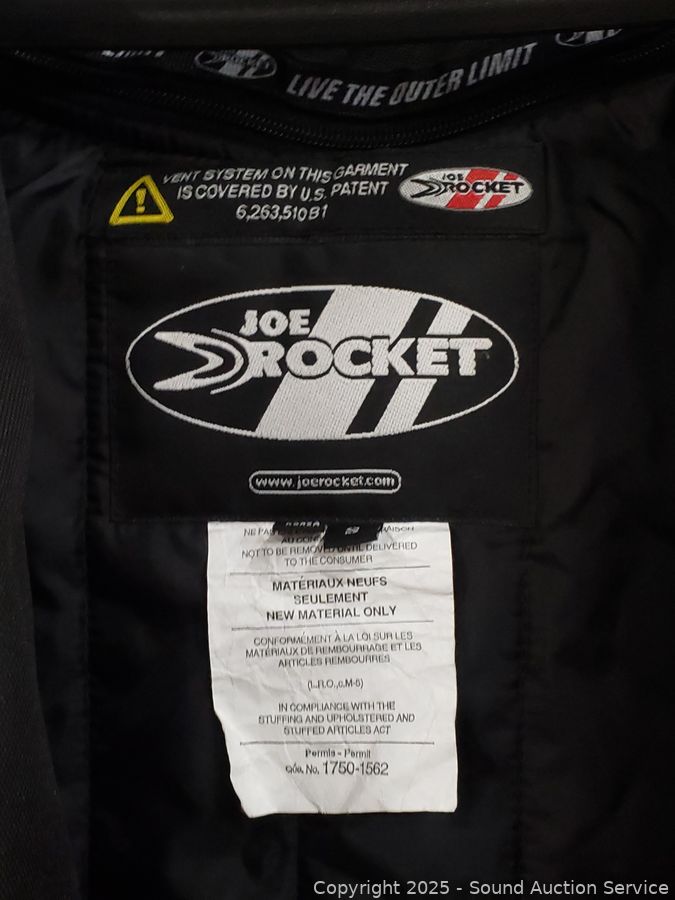 LIVE THE OUTER LIMIT
VENT SYSTEM ON THIS GARMENT
IS COVERED BY U.S. PATENT
6,263,510 B1
JOE
ROCKET
JOE
ROCKET
www.joerocket.com
KOREA
NOT TO BE REMOVED UNTIL DELIVERED
TO THE CONSUMER
MATÉRIAUX NEUFS
SEULEMENT
NEW MATERIAL ONLY
CONFORMÉMENT À LA LOI SUR LES
MATÉRIAUX DE REMBOURRAGE ET LES
ARTICLES REMBOURRES
(L.R.Q.,c.M-5)
IN COMPLIANCE WITH THE
STUFFING AND UPHOLSTERED AND
STUFFED ARTICLES ACT
Permis - Permit
Qué. No. 1750-1562
Copyright 2025 - Sound Auction Service